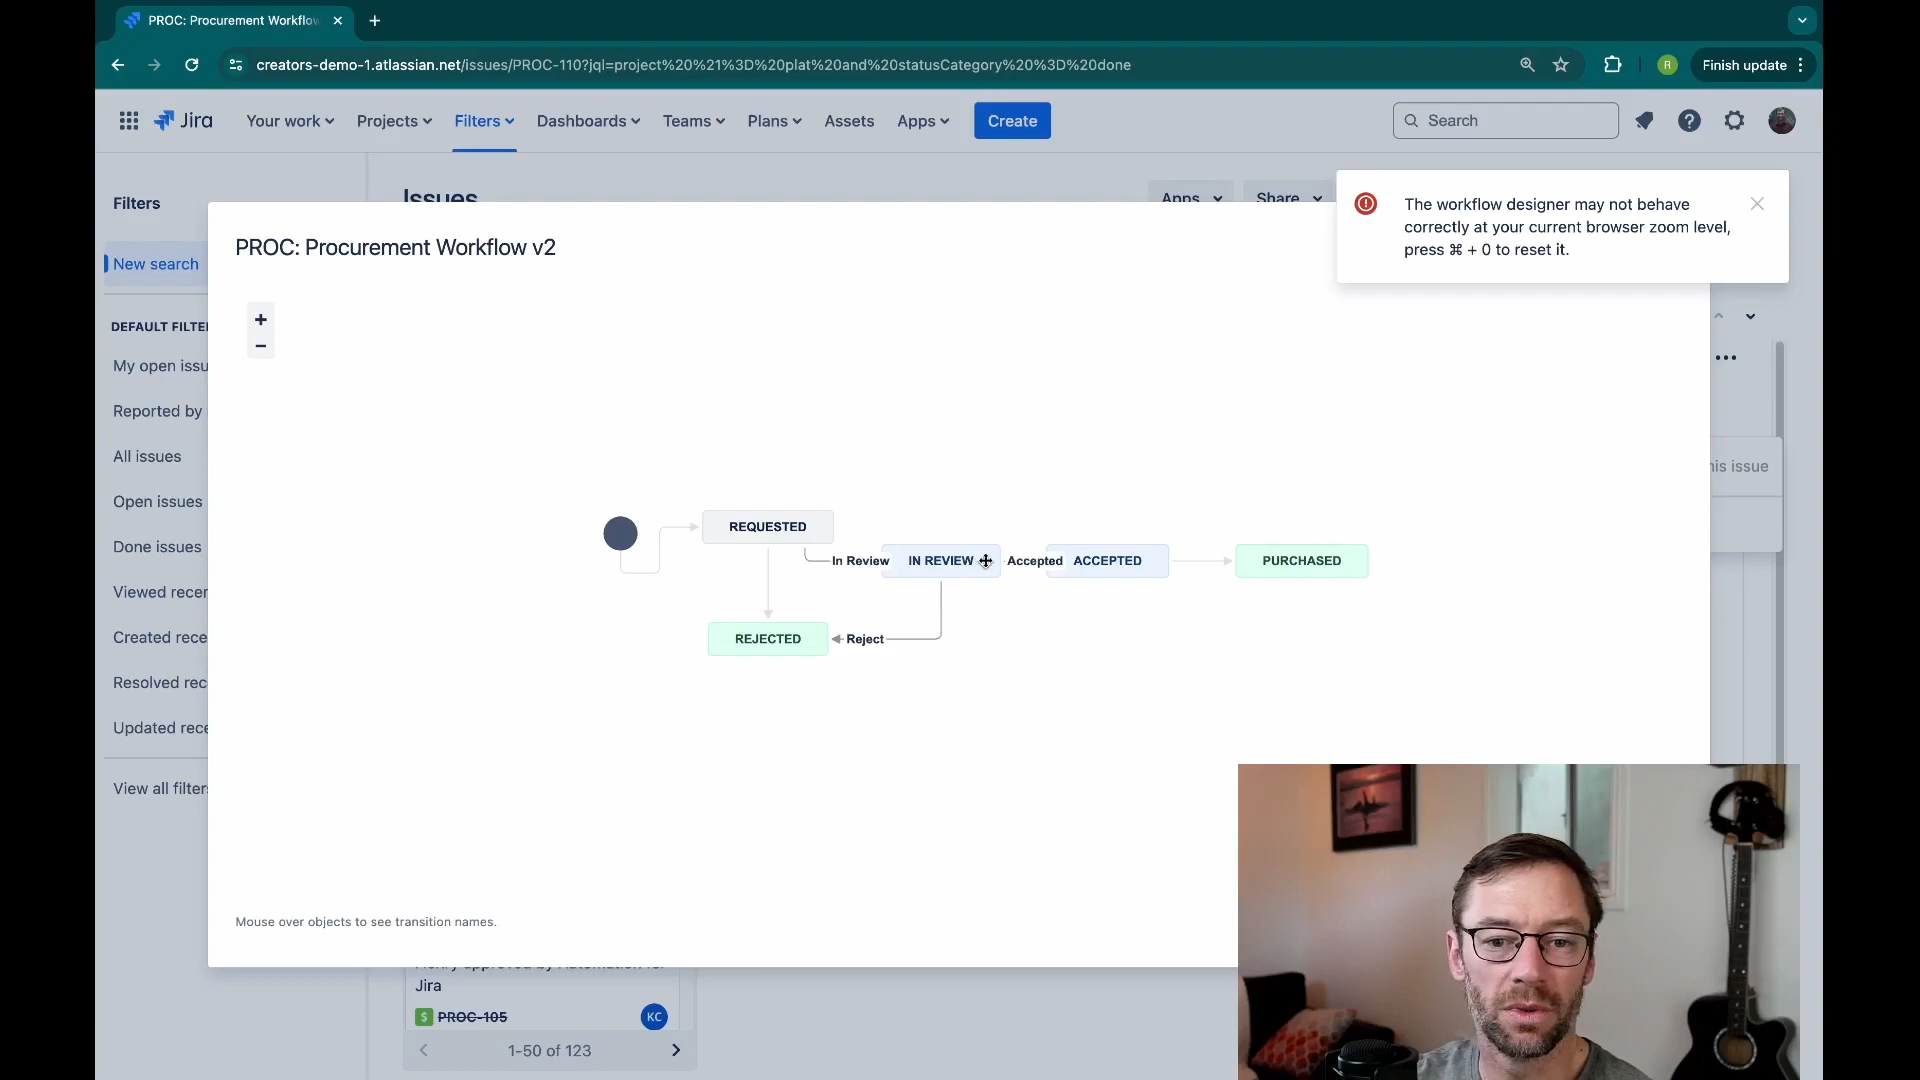 PROC: Procurement Workflow
creators-demo-1.atlassian.net/issues/PROC-110?jql=project%20%21%3D%20plat%20and%20statusCategory%20%3D%20done
R
Finish update
Jira
Your work
Projects
Filters
Dashboards
Teams
Plans
Assets
Apps
Create
Search
Filters
Issues
Apps
Share
The workflow designer may not behave
correctly at your current browser zoom level,
press ⌘ + 0 to reset it.
New search
PROC: Procurement Workflow v2
+
−
DEFAULT FILTE
My open issu
Reported by
All issues
Open issues
Done issues
Viewed rece
Created rece
Resolved rec
Updated rece
View all filter
his issue
REQUESTED
In Review
IN REVIEW
Accepted
ACCEPTED
PURCHASED
REJECTED
Reject
Mouse over objects to see transition names.
Jira
PROC-105
KC
1-50 of 123